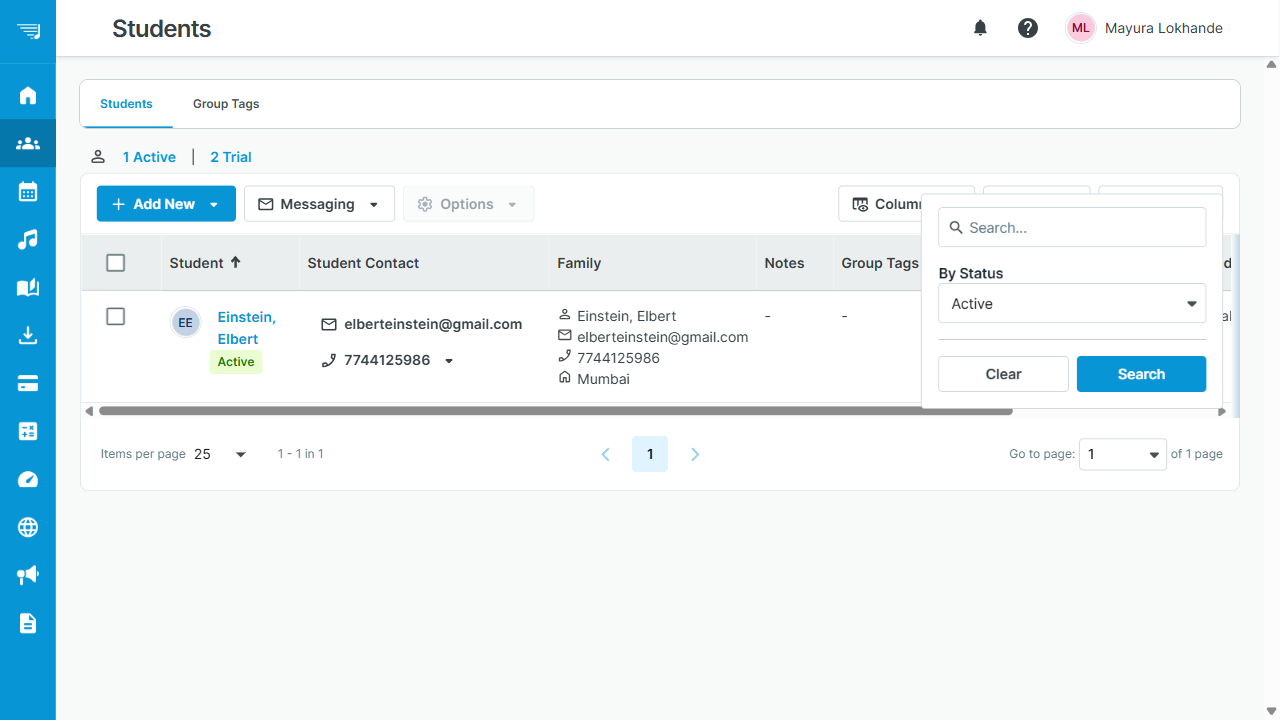 Students
ML
Mayura Lokhande
Students
Group Tags
1 Active | 2 Trial
Add New
Messaging
Options
Search...
By Status
Active
Clear
Search
Student
Student Contact
Family
Notes
Group Tags
EE
Einstein,
Elbert
Active
elberteinstein@gmail.com
7744125986
Einstein, Elbert
elberteinstein@gmail.com
7744125986
Mumbai
-
-
Items per page 25
1 - 1 in 1
1
Go to page: 1 of 1 page